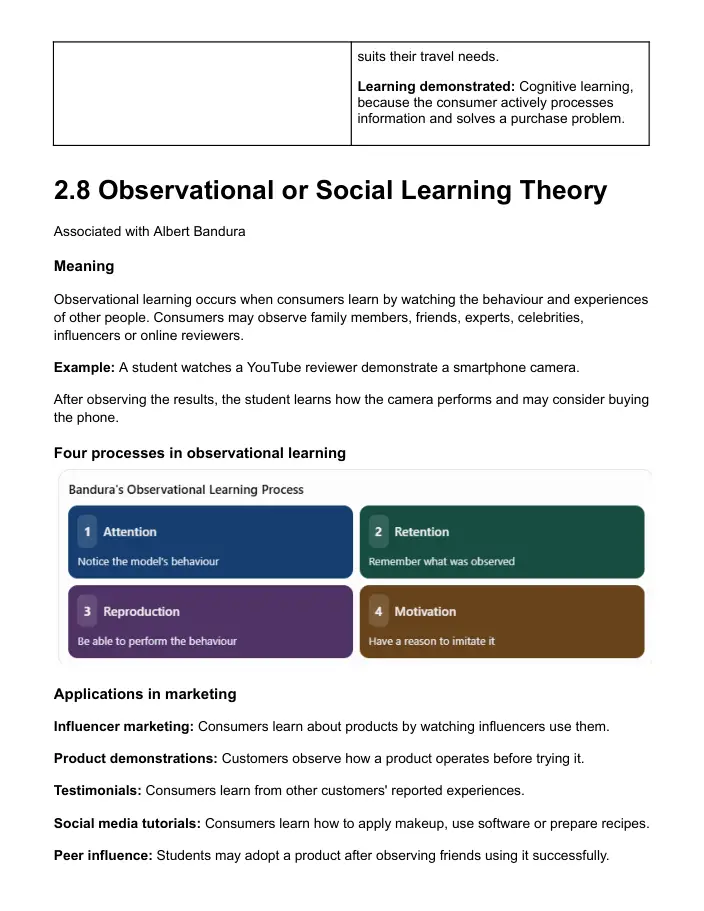 suits their travel needs.
Learning demonstrated: Cognitive learning,
because the consumer actively processes
information and solves a purchase problem.
2.8 Observational or Social Learning Theory
Associated with Albert Bandura
Meaning
Observational learning occurs when consumers learn by watching the behaviour and experiences
of other people. Consumers may observe family members, friends, experts, celebrities,
influencers or online reviewers.
Example: A student watches a YouTube reviewer demonstrate a smartphone camera.
After observing the results, the student learns how the camera performs and may consider buying
the phone.
Four processes in observational learning
Bandura's Observational Learning Process
1 Attention
Notice the model's behaviour
2 Retention
Remember what was observed
3 Reproduction
Be able to perform the behaviour
4 Motivation
Have a reason to imitate it
Applications in marketing
Influencer marketing: Consumers learn about products by watching influencers use them.
Product demonstrations: Customers observe how a product operates before trying it.
Testimonials: Consumers learn from other customers' reported experiences.
Social media tutorials: Consumers learn how to apply makeup, use software or prepare recipes.
Peer influence: Students may adopt a product after observing friends using it successfully.